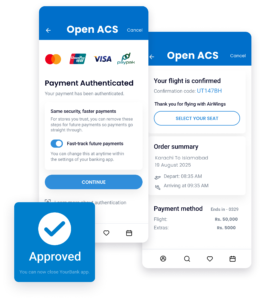 Open ACS
Cancel
VISA
Payment Authenticated
Your payment has been authenticated.
Same security, faster payments
For stores you trust, you can remove these
steps for future payments so payments go
straight through.
Fast-track future payments
You can change this at anytime within
the settings of your banking app.
CONTINUE
authentication
Approved
You can now close YourBank app
Open ACS
Cancel
Your flight is confirmed
Confirmation code: UT147BH
Thank you for flying with AirWings
SELECT YOUR SEAT
Order summary
Karachi To Islamabad
16 August 2025
Depart: 08:35 AM
Arriving at 09:35 AM
Payment method
Ends in - 2025
Flight:
Rs. 50,000
Extras:
Rs. 5000